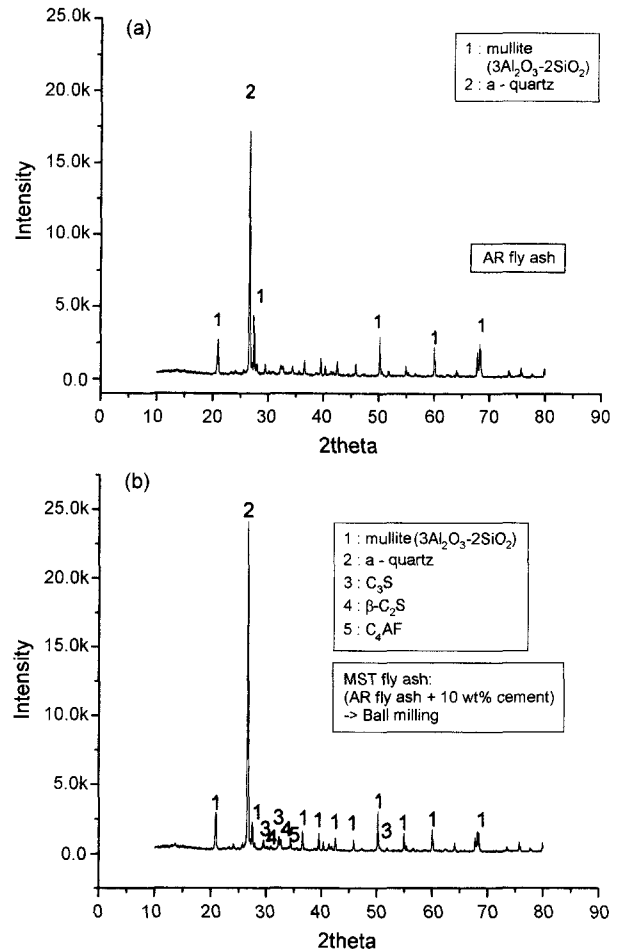 (a)
25.0k
20.0k
15.0k
10.0k
5.0k
0.0
Intensity
2
1 1 1 1 1
1 : mullite
(3Al₂O₃-2SiO₂)
2 : a - quartz
AR fly ash
0 10 20 30 40 50 60 70 80 90
2theta
(b)
25.0k
20.0k
15.0k
10.0k
5.0k
0.0
Intensity
2
1 : mullite(3Al₂O₃-2SiO₂)
2 : a - quartz
3 : C₃S
4 : β-C₂S
5 : C₄AF
MST fly ash:
(AR fly ash + 10 wt% cement)
-> Ball milling
1 1 3 4 3 4 5 1 1 1 1 1 3 1 1 1
0 10 20 30 40 50 60 70 80 90
2theta